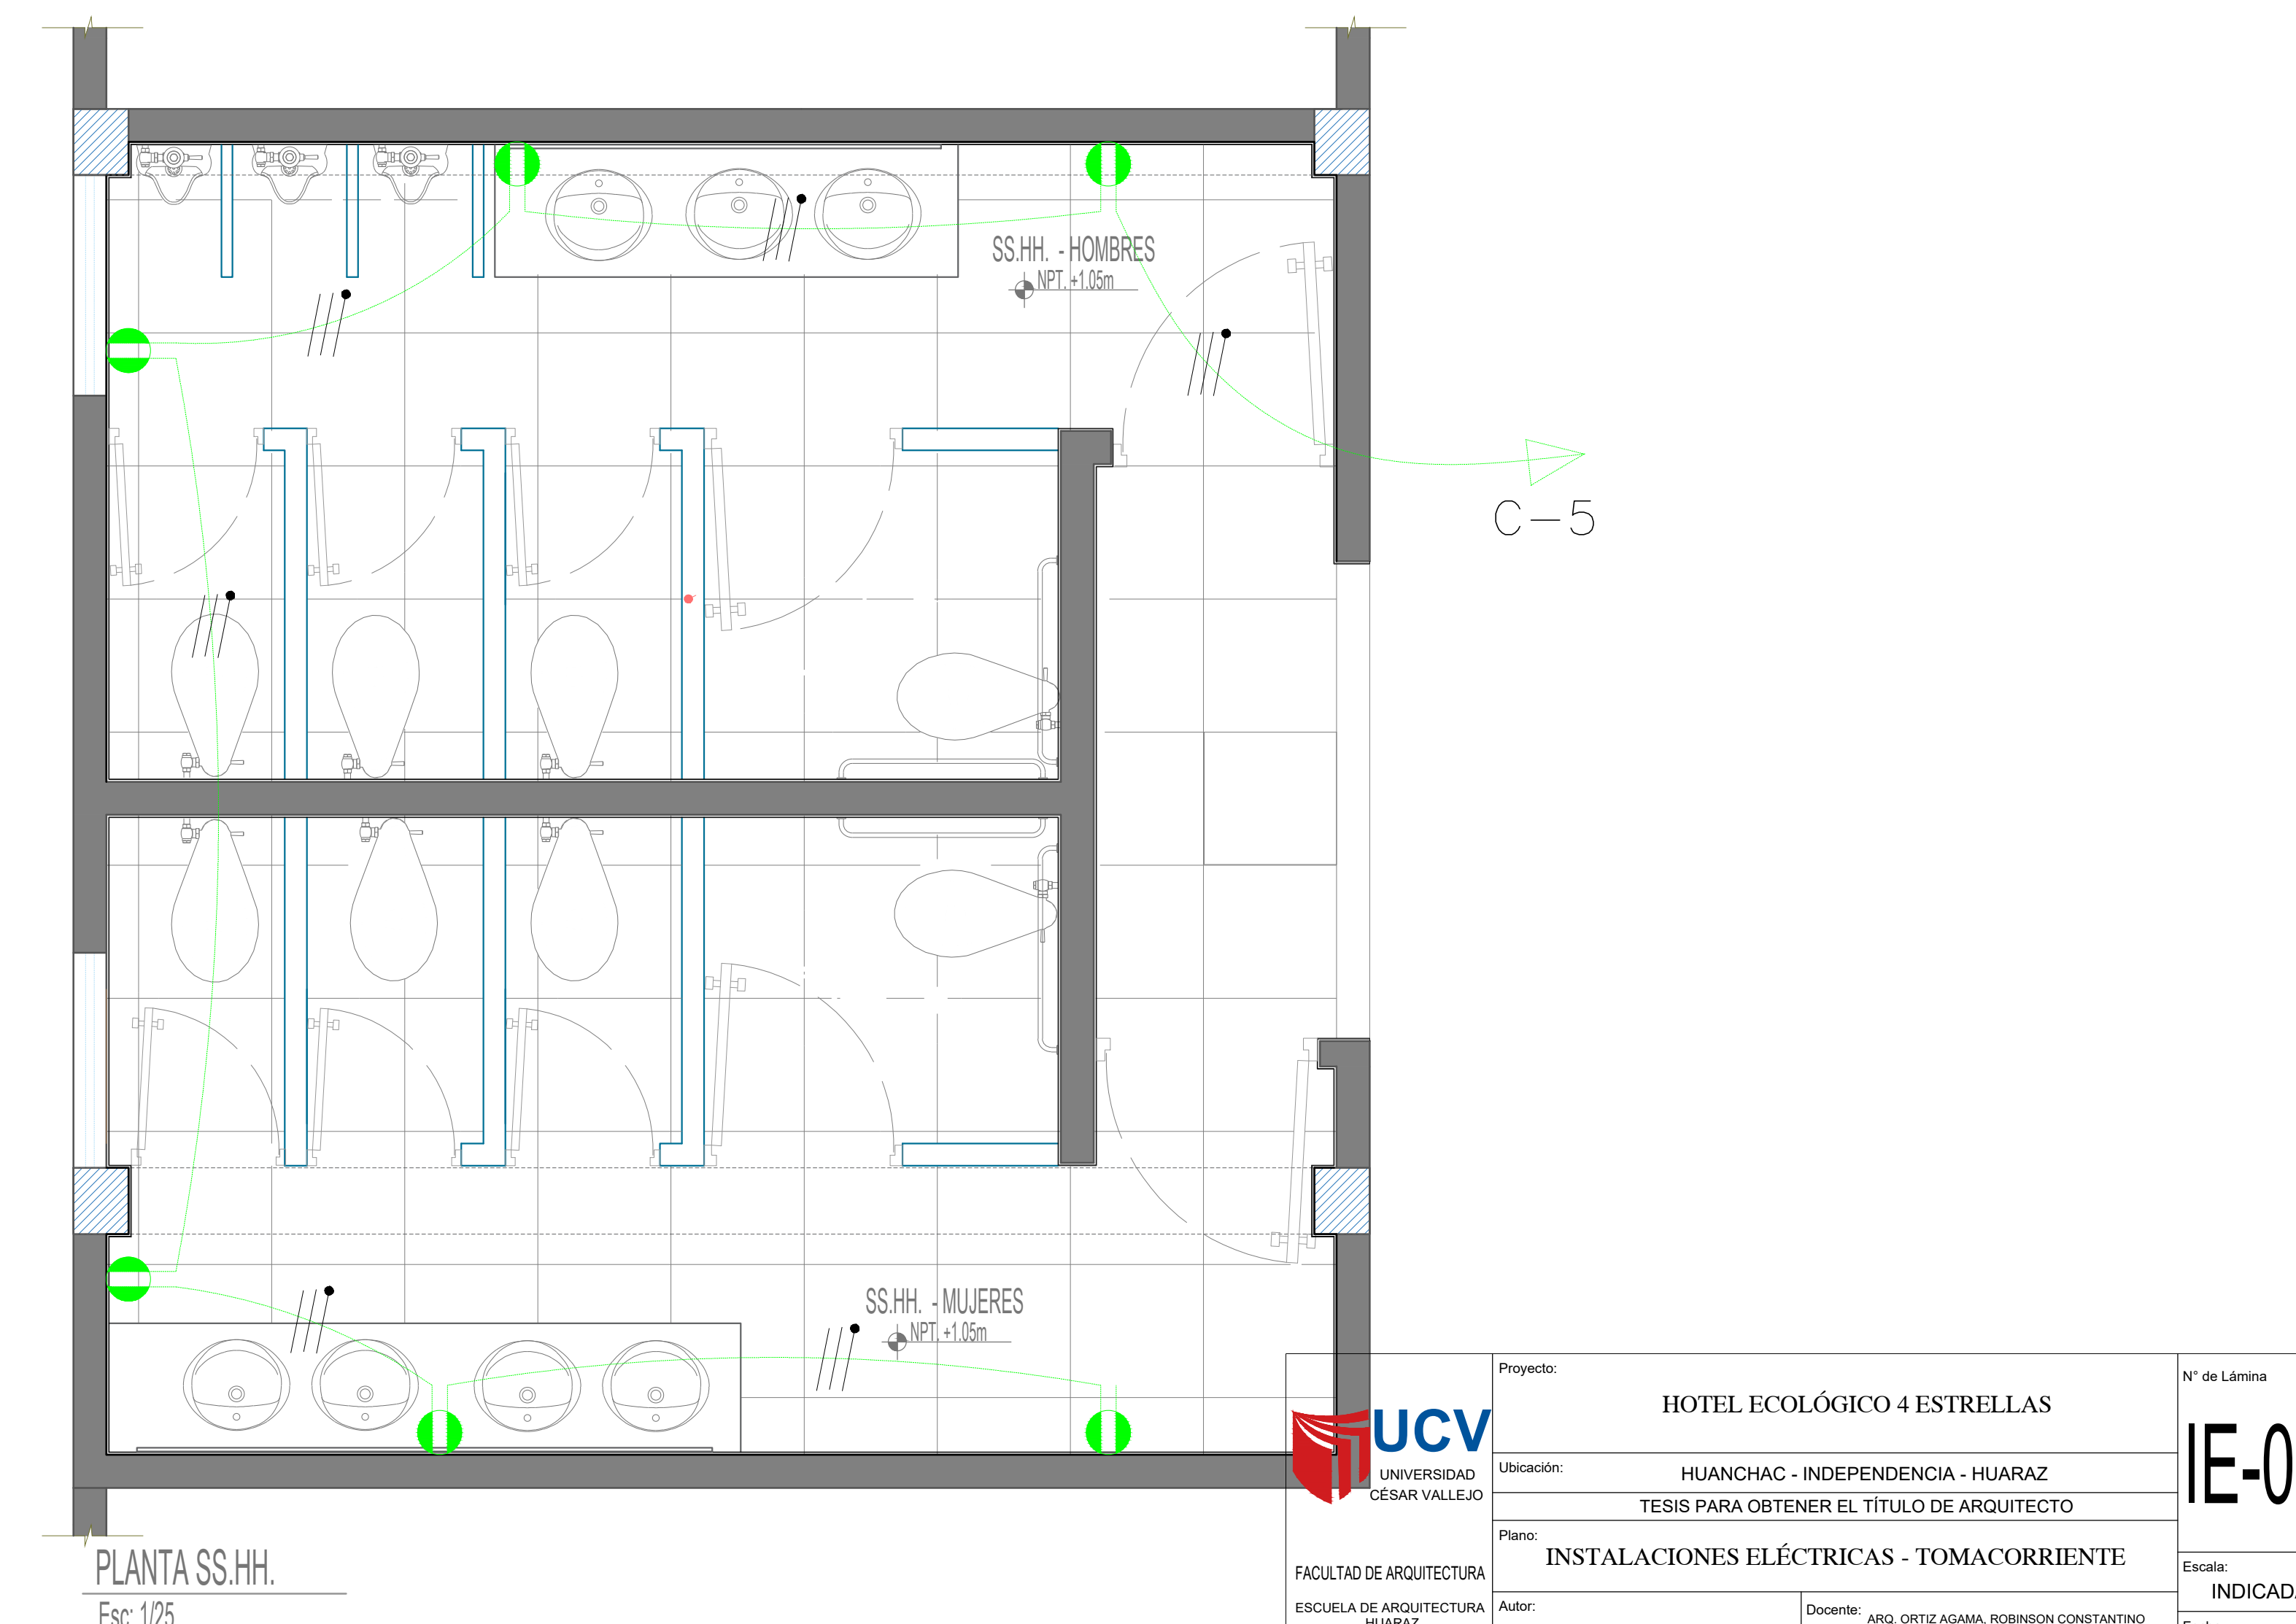 SS.HH. - HOMBRES
NPT. +1.05m
C-5
SS.HH. - MUJERES
NPT. +1.05m
PLANTA SS.HH.
Esc: 1/25
UCV
UNIVERSIDAD
CÉSAR VALLEJO
FACULTAD DE ARQUITECTURA
ESCUELA DE ARQUITECTURA
HUARAZ
Proyecto:
HOTEL ECOLÓGICO 4 ESTRELLAS
Ubicación:
HUANCHAC - INDEPENDENCIA - HUARAZ
TESIS PARA OBTENER EL TÍTULO DE ARQUITECTO
Plano:
INSTALACIONES ELÉCTRICAS - TOMACORRIENTE
Autor:
Docente:
ARQ. ORTIZ AGAMA, ROBINSON CONSTANTINO
N° de Lámina
IE-0
Escala:
INDICAD